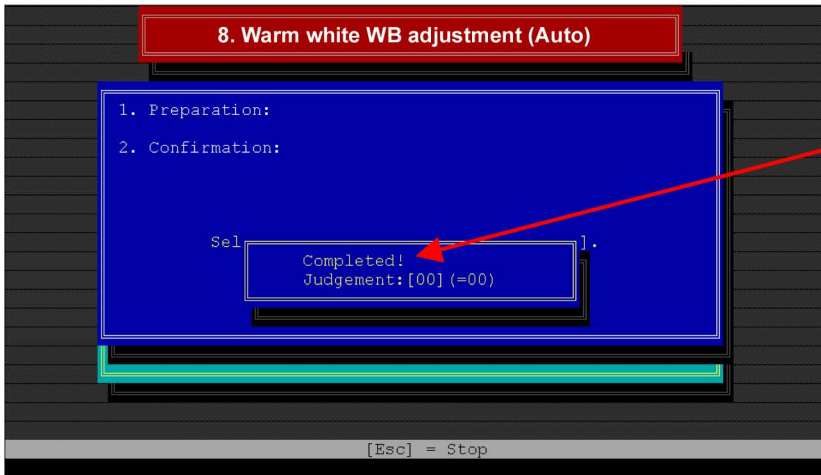 8. Warm white WB adjustment (Auto)
1. Preparation:
2. Confirmation:
Sel ].
Completed!
Judgement:[00](=00)
[Esc] = Stop